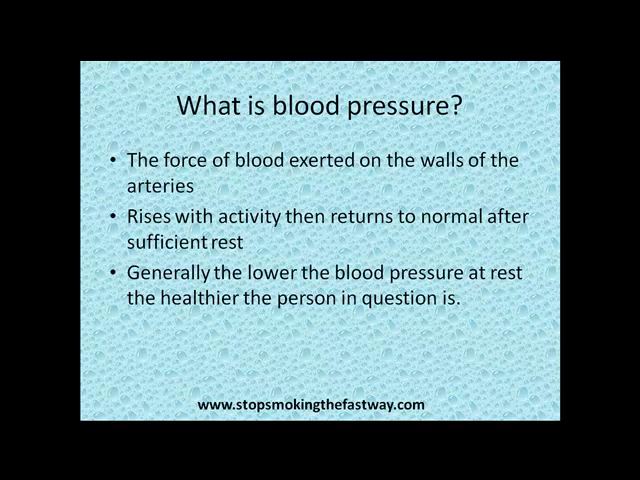 What is blood pressure?
• The force of blood exerted on the walls of the
arteries
• Rises with activity then returns to normal after
sufficient rest
• Generally the lower the blood pressure at rest
the healthier the person in question is.
www.stopsmokingthefastway.com